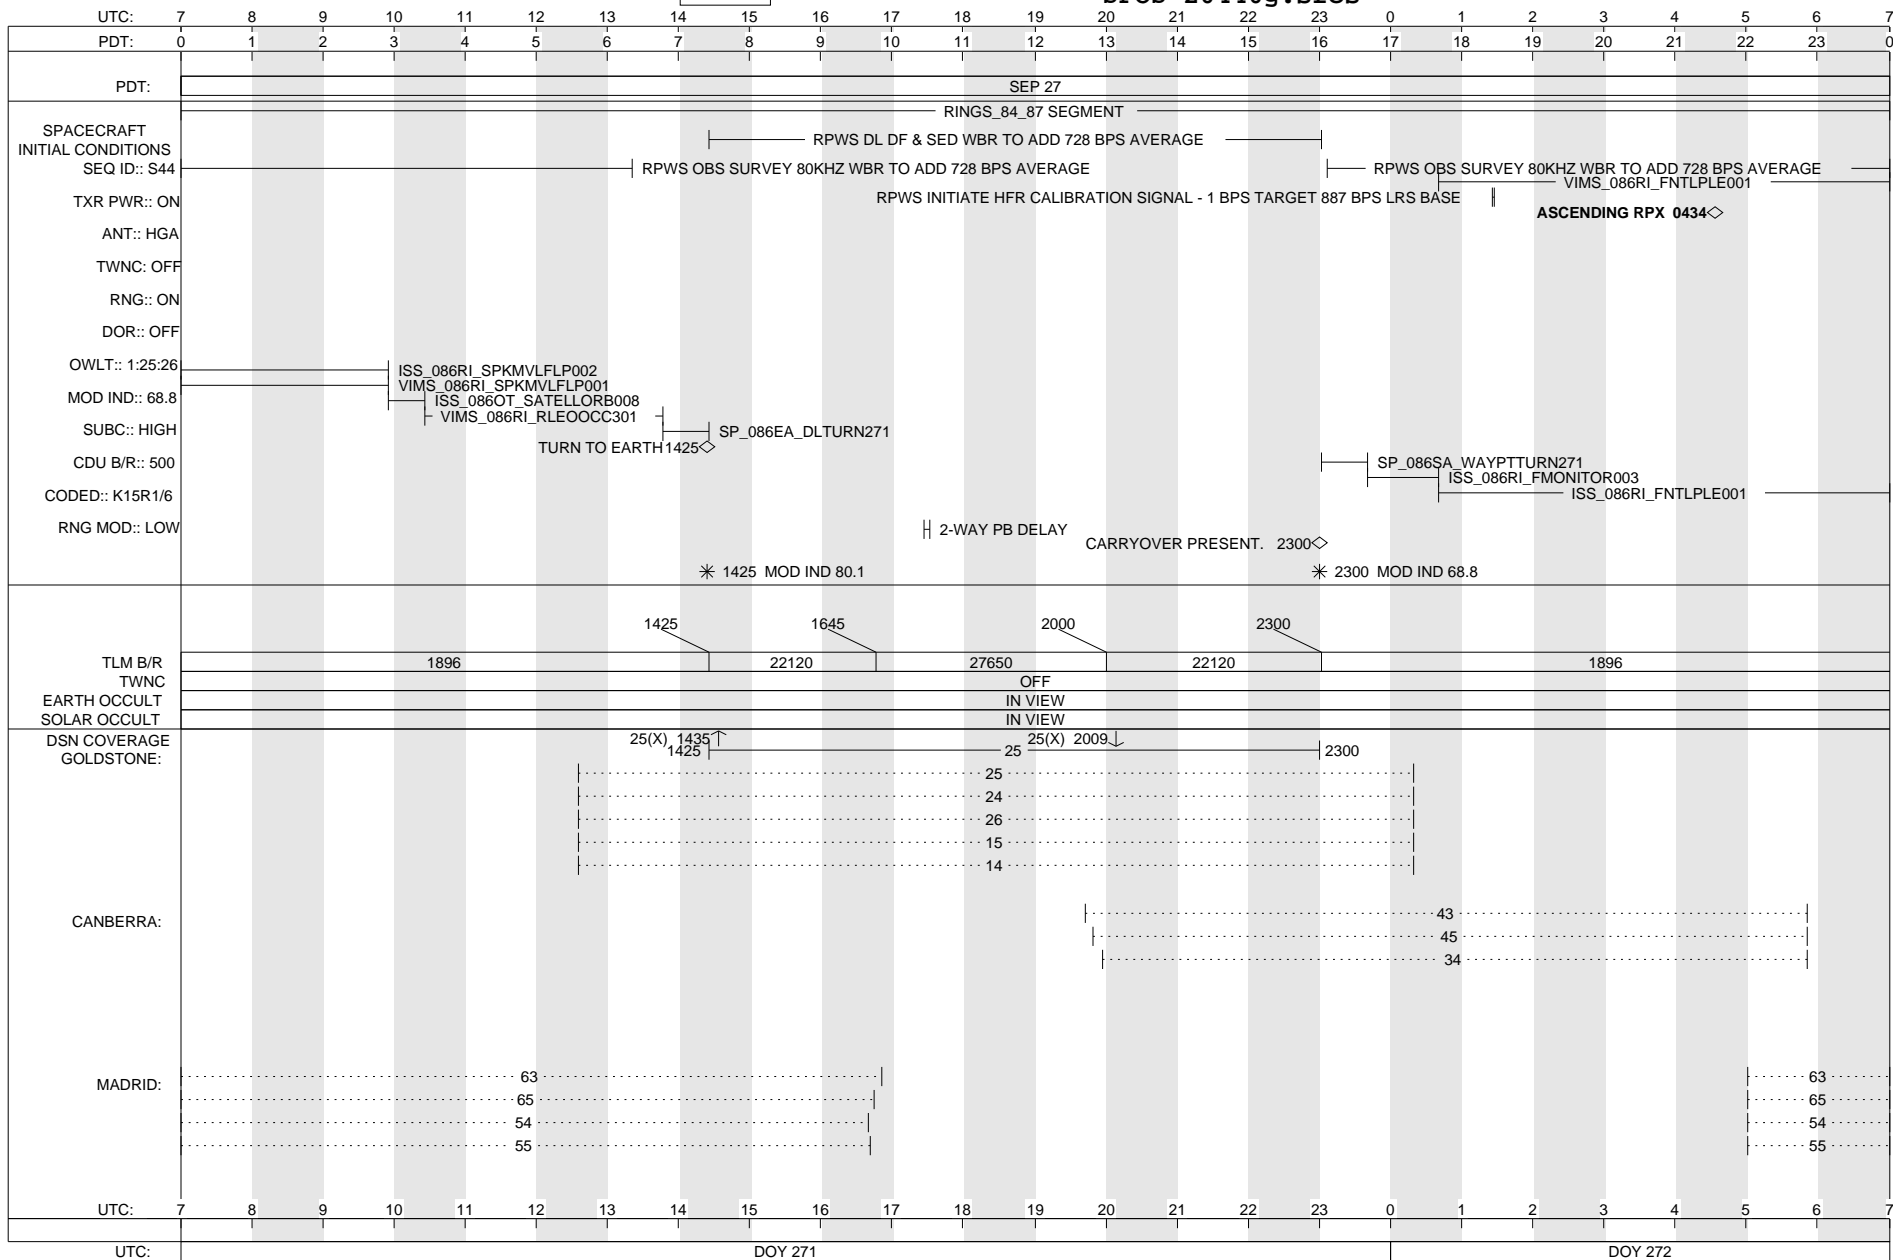 UTC: 7 8 9 10 11 12 13 14 15 16 17 18 19 20 21 22 23 0 1 2 3 4 5 6 7
PDT: 0 1 2 3 4 5 6 7 8 9 10 11 12 13 14 15 16 17 18 19 20 21 22 23 0
PDT: SEP 27
RINGS_84_87 SEGMENT
SPACECRAFT
INITIAL CONDITIONS
RPWS DL DF & SED WBR TO ADD 728 BPS AVERAGE
SEQ ID:: S44
RPWS OBS SURVEY 80KHZ WBR TO ADD 728 BPS AVERAGE
RPWS OBS SURVEY 80KHZ WBR TO ADD 728 BPS AVERAGE
VIMS_086RI_FNTLPLE001
TXR PWR:: ON
RPWS INITIATE HFR CALIBRATION SIGNAL - 1 BPS TARGET 887 BPS LRS BASE
ASCENDING RPX 0434
ANT:: HGA
TWNC: OFF
RNG:: ON
DOR:: OFF
OWLT:: 1:25:26
ISS_086RI_SPKMVLFLP002
VIMS_086RI_SPKMVLFLP001
MOD IND:: 68.8
ISS_086OT_SATELLORB008
VIMS_086RI_RLEOOCC301
SUBC:: HIGH
SP_086EA_DLTURN271
TURN TO EARTH1425
CDU B/R:: 500
SP_086SA_WAYPTTURN271
ISS_086RI_FMONITOR003
CODED:: K15R1/6
ISS_086RI_FNTLPLE001
RNG MOD:: LOW
2-WAY PB DELAY
CARRYOVER PRESENT. 2300
1425 MOD IND 80.1
2300 MOD IND 68.8
1425 1645 2000 2300
TLM B/R 1896 22120 27650 22120 1896
TWNC OFF
EARTH OCCULT IN VIEW
SOLAR OCCULT IN VIEW
DSN COVERAGE
25(X) 1435 25(X) 2009
GOLDSTONE: 1425 25 2300
25
24
26
15
14
CANBERRA: 43
45
34
MADRID: 63 63
65 65
54 54
55 55
UTC: 7 8 9 10 11 12 13 14 15 16 17 18 19 20 21 22 23 0 1 2 3 4 5 6 7
UTC: DOY 271 DOY 272